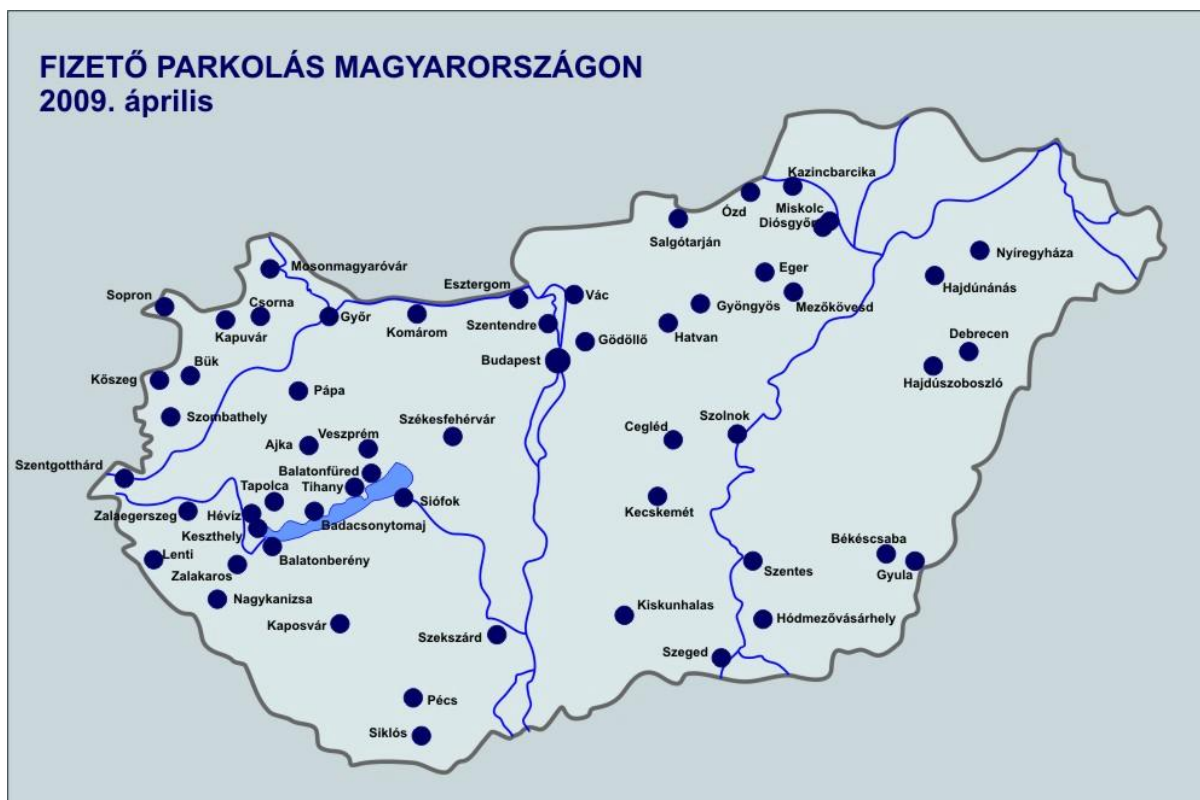 FIZETŐ PARKOLÁS MAGYARORSZÁGON
2009. április
Kazincbarcika
Ózd
Miskolc
Diósgyőr
Salgótarján
Nyíregyháza
Mosonmagyaróvár
Eger
Hajdúnánás
Esztergom
Vác
Sopron
Csorna
Gyöngyös
Mezőkövesd
Győr
Komárom
Szentendre
Kapuvár
Gödöllő
Hatvan
Debrecen
Budapest
Bük
Kőszeg
Hajdúszoboszló
Pápa
Szombathely
Székesfehérvár
Szolnok
Cegléd
Veszprém
Ajka
Szentgotthárd
Balatonfüred
Tapolca
Tihany
Siófok
Kecskemét
Zalaegerszeg
Hévíz
Badacsonytomaj
Keszthely
Békéscsaba
Lenti
Balatonberény
Szentes
Gyula
Zalakaros
Nagykanizsa
Kiskunhalas
Hódmezővásárhely
Kaposvár
Szekszárd
Szeged
Pécs
Siklós